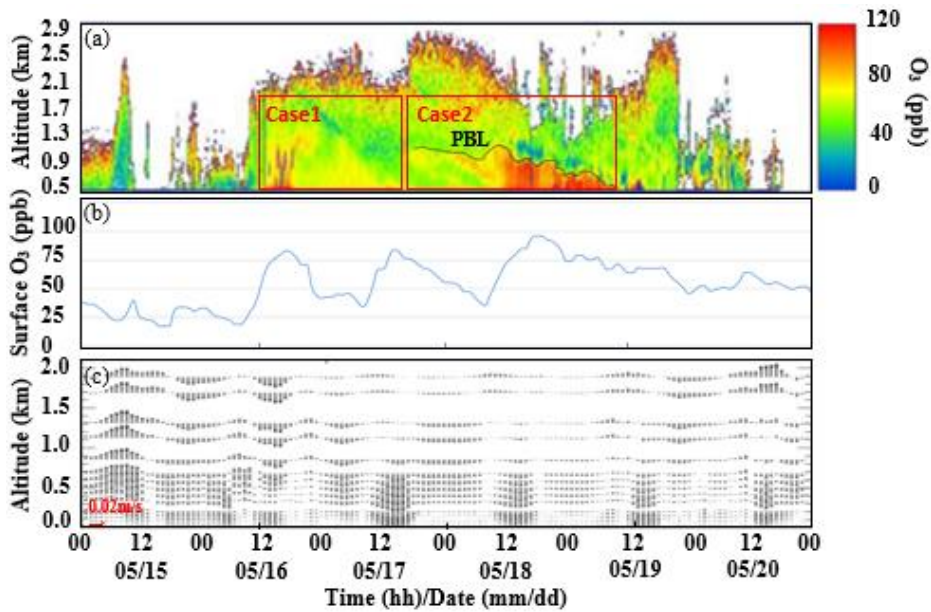 (a)
2.9
2.5
2.1
1.7
1.3
0.9
0.5
Altitude (km)
Case1
Case2
PBL
120
80
40
0
O₃ (ppb)
(b)
100
75
50
25
0
Surface O₃ (ppb)
(c)
2.0
1.5
1.0
0.5
0.0
Altitude (km)
0.02m/s
00 12 00 12 00 12 00 12 00 12 00 12 00
05/15 05/16 05/17 05/18 05/19 05/20
Time (hh)/Date (mm/dd)